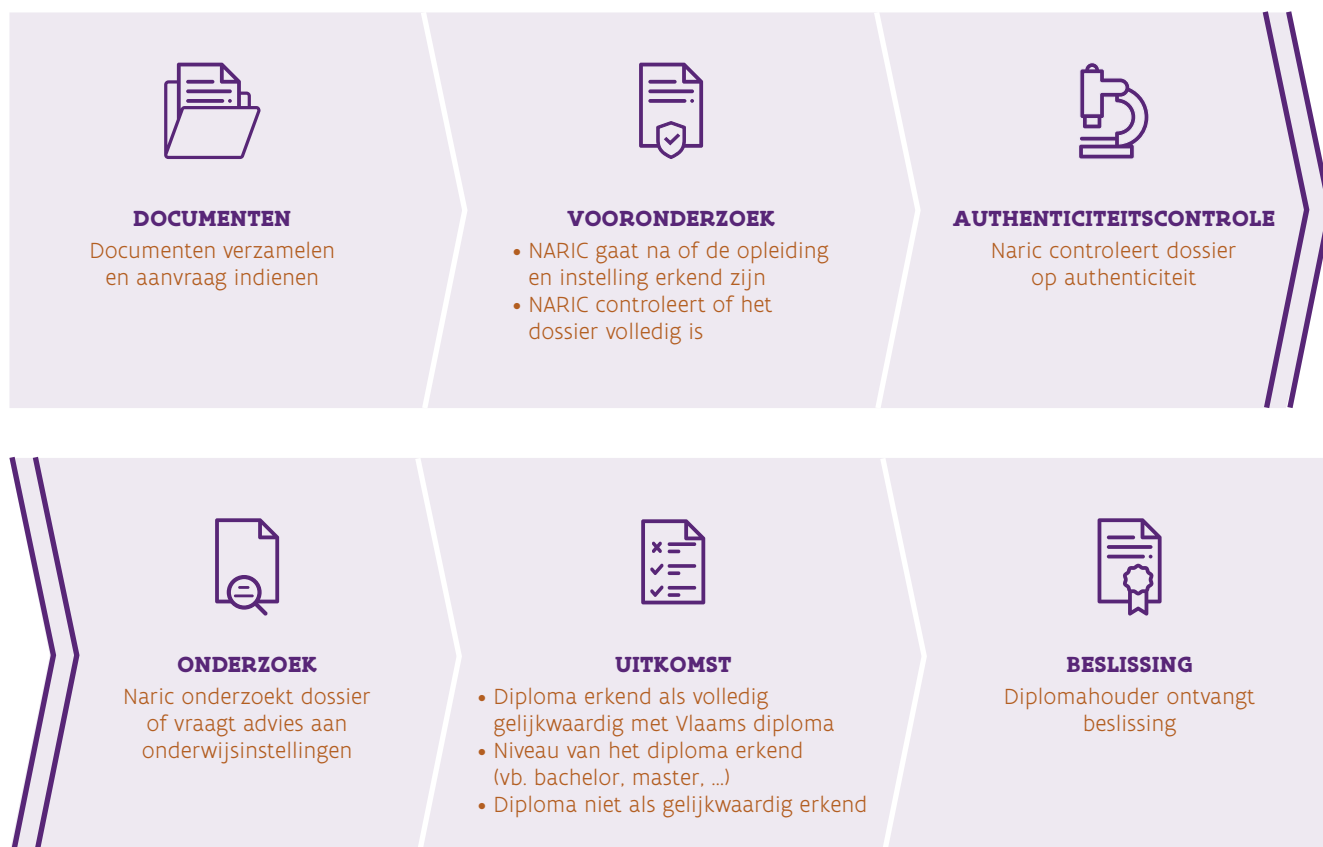 DOCUMENTEN
Documenten verzamelen
en aanvraag indienen
VOORONDERZOEK
• NARIC gaat na of de opleiding
en instelling erkend zijn
• NARIC controleert of het
dossier volledig is
AUTHENTICITEITSCONTROLE
Naric controleert dossier
op authenticiteit
ONDERZOEK
Naric onderzoekt dossier
of vraagt advies aan
onderwijsinstellingen
UITKOMST
• Diploma erkend als volledig
gelijkwaardig met Vlaams diploma
• Niveau van het diploma erkend
(vb. bachelor, master, ...)
• Diploma niet als gelijkwaardig erkend
BESLISSING
Diplomahouder ontvangt
beslissing